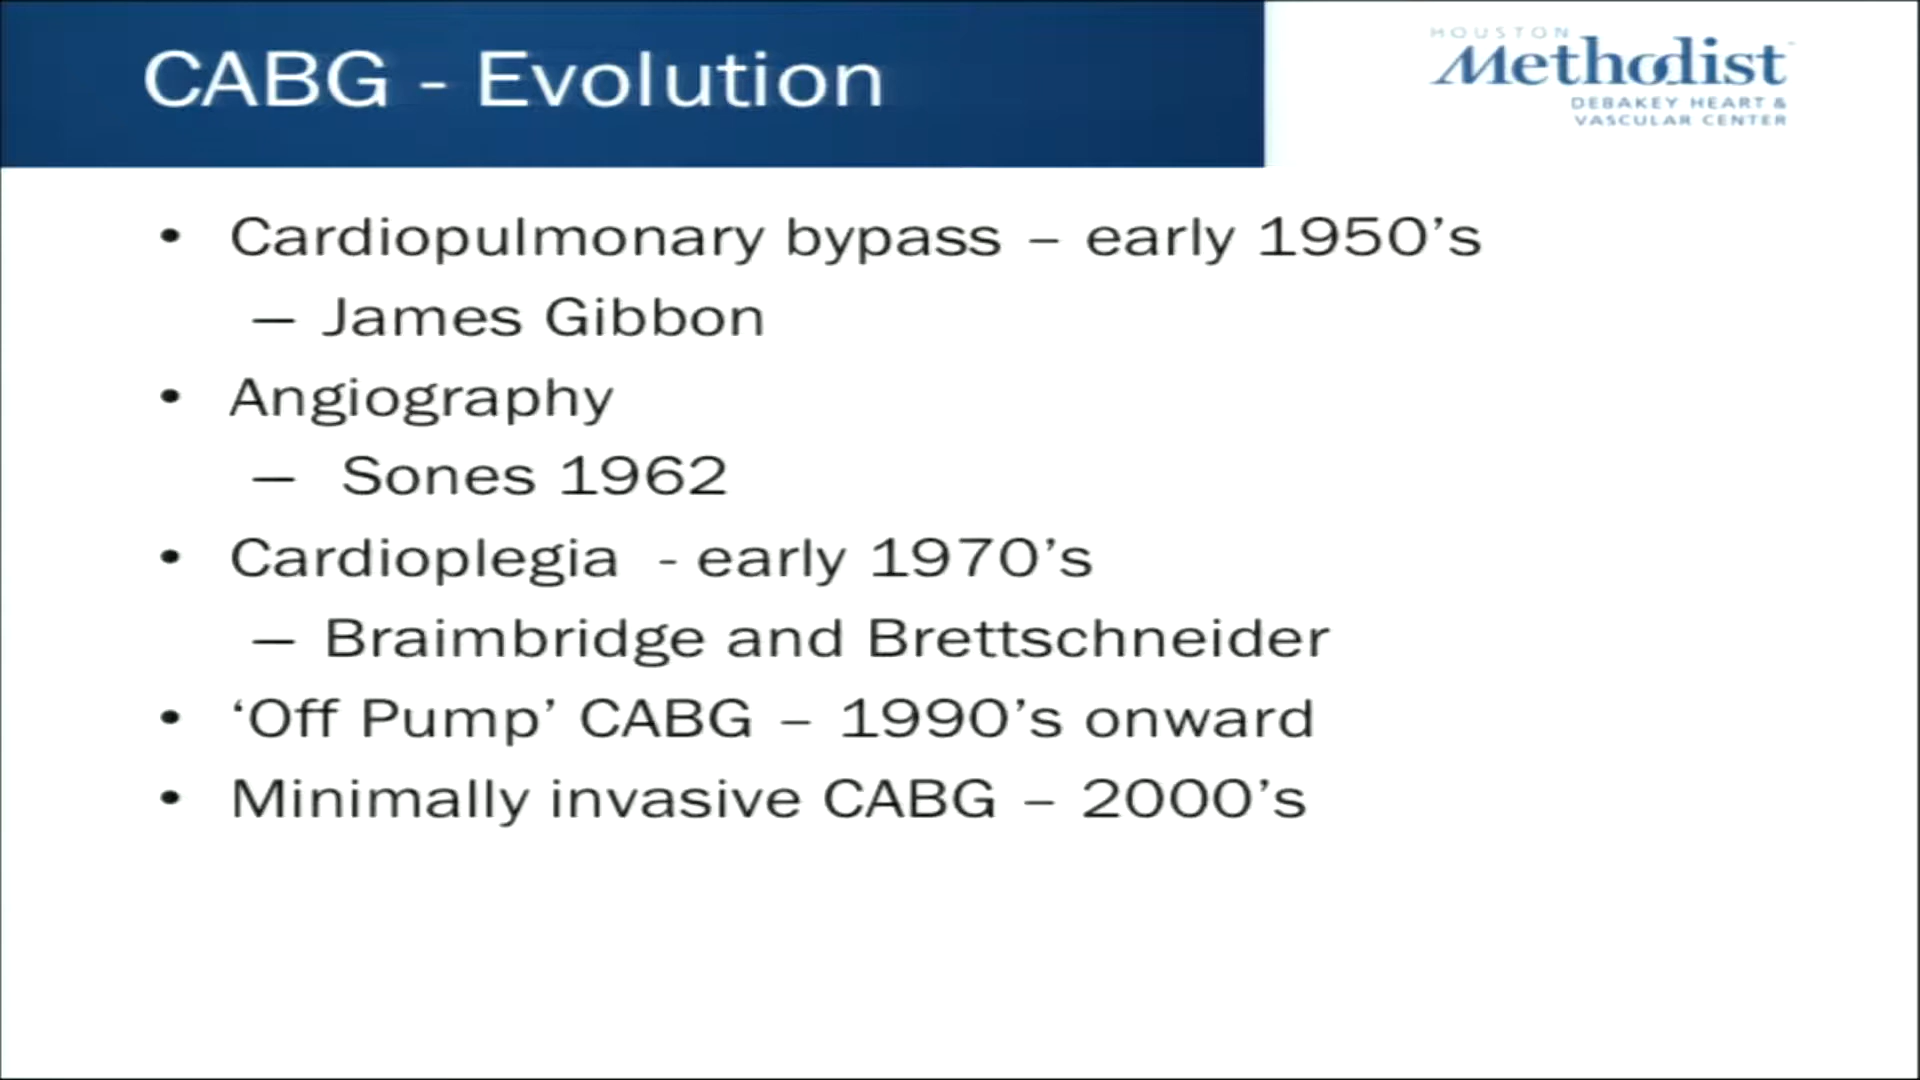 CABG - Evolution
HOUSTON
Methodist
DEBAKEY HEART &
VASCULAR CENTER
• Cardiopulmonary bypass – early 1950’s
– James Gibbon
• Angiography
– Sones 1962
• Cardioplegia - early 1970’s
– Braimbridge and Brettschneider
• ‘Off Pump’ CABG – 1990’s onward
• Minimally invasive CABG – 2000’s